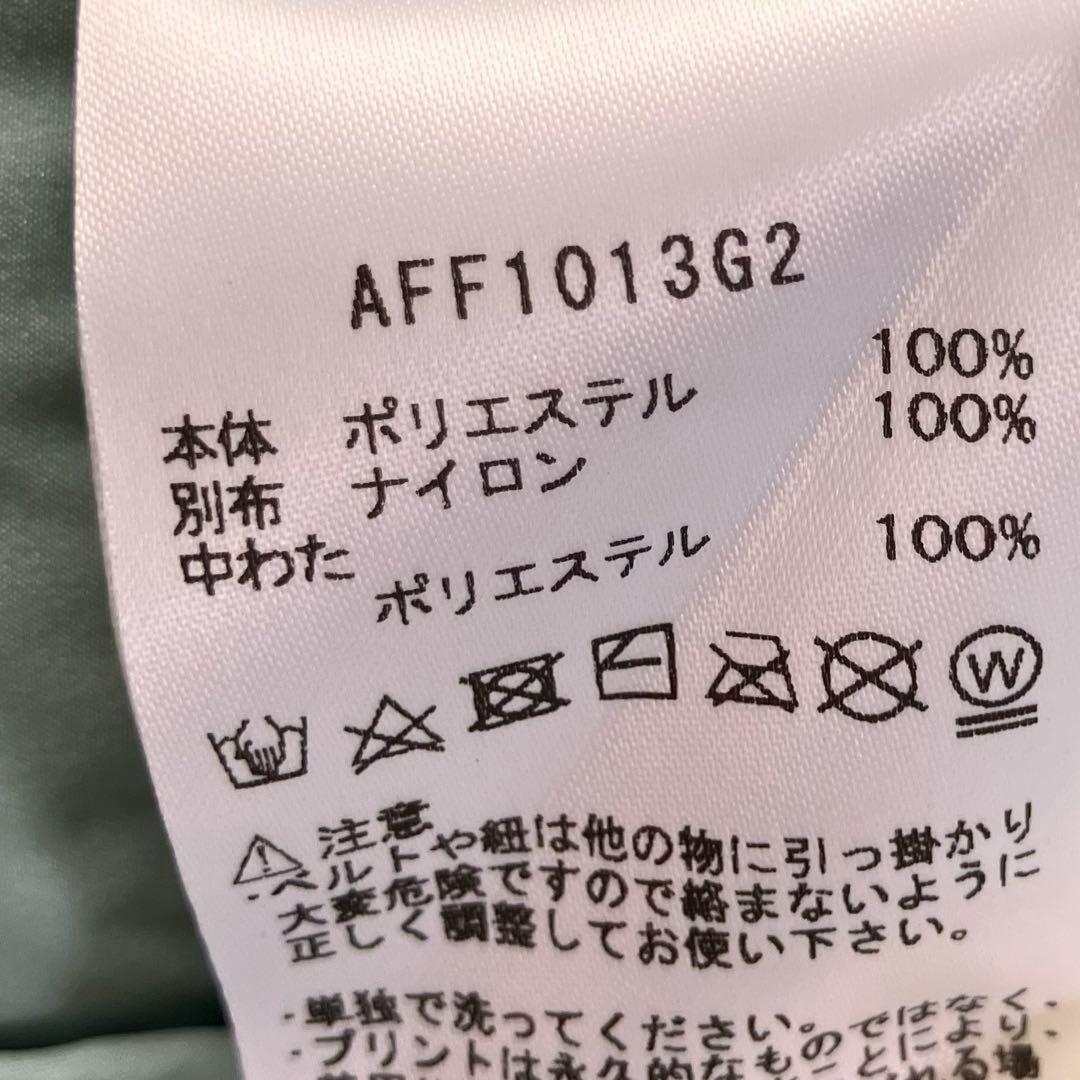 AFF1013G2
本体 ポリエステル 100%
別布 ナイロン 100%
中わた
ポリエステル 100%
W
注意
・ベルトや紐は他の物に引っ掛かり
大変危険ですので絡まないように
正しく調整してお使い下さい。
・単独で洗ってください。
・プリントは永久的なものではなく、